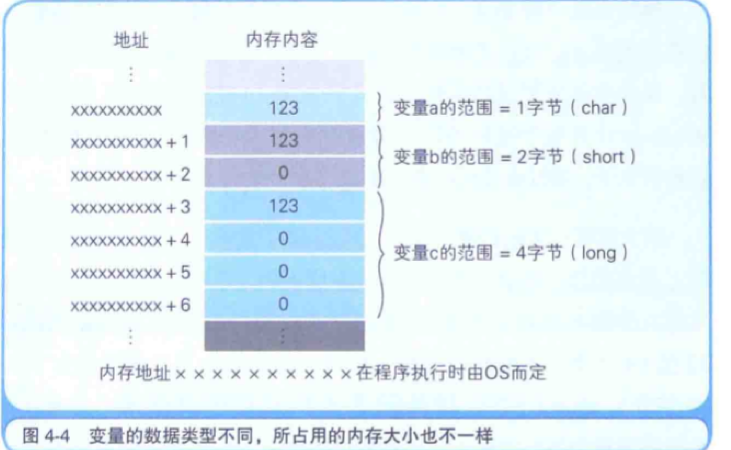 地址 内存内容
⋮ ⋮
xxxxxxxxxx 123 变量a的范围 = 1字节（char）
xxxxxxxxxx + 1 123
变量b的范围 = 2字节（short）
xxxxxxxxxx + 2 0
xxxxxxxxxx + 3 123
xxxxxxxxxx + 4 0
变量c的范围 = 4字节（long）
xxxxxxxxxx + 5 0
xxxxxxxxxx + 6 0
⋮ ⋮
内存地址××××××××××在程序执行时由OS而定
图 4-4 变量的数据类型不同，所占用的内存大小也不一样